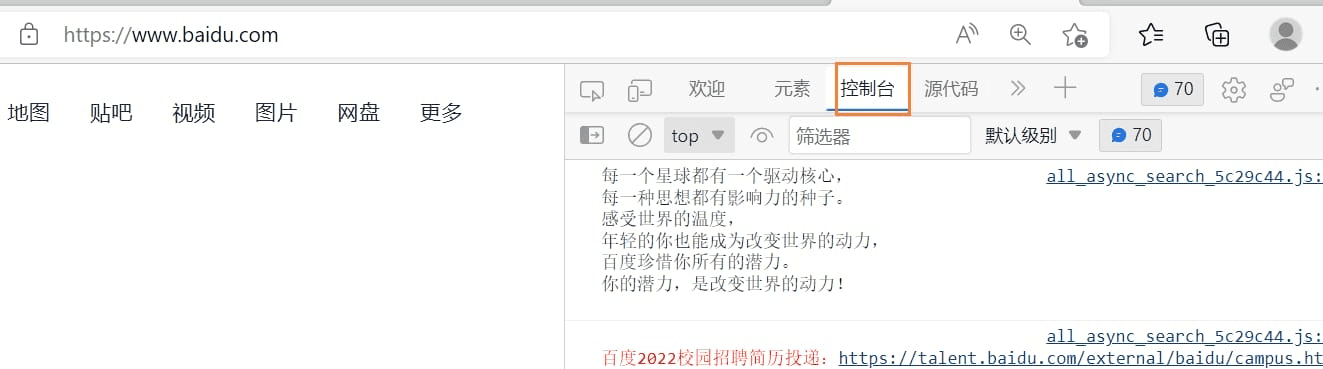 https://www.baidu.com
欢迎 元素 控制台 源代码 70
地图 贴吧 视频 图片 网盘 更多
top 筛选器 默认级别 70
每一个星球都有一个驱动核心, all_async_search_5c29c44.js:
每一种思想都有影响力的种子。
感受世界的温度,
年轻的你也能成为改变世界的动力,
百度珍惜你所有的潜力。
你的潜力, 是改变世界的动力!
all_async_search_5c29c44.js:
百度2022校园招聘简历投递: https://talent.baidu.com/external/baidu/campus.ht